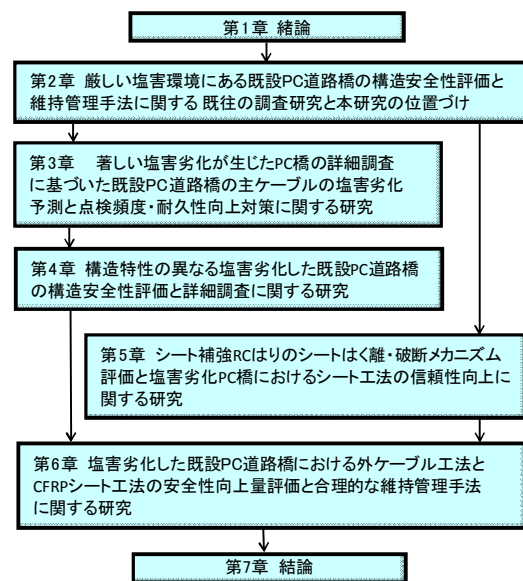 第1章 緒論
第2章 厳しい塩害環境にある既設PC道路橋の構造安全性評価と
維持管理手法に関する 既往の調査研究と本研究の位置づけ
第3章 著しい塩害劣化が生じたPC橋の詳細調査
に基づいた既設PC道路橋の主ケーブルの塩害劣化
予測と点検頻度・耐久性向上対策に関する研究
第4章 構造特性の異なる塩害劣化した既設PC道路橋
の構造安全性評価と詳細調査に関する研究
第5章 シート補強RCはりのシートはく離・破断メカニズム
評価と塩害劣化PC橋におけるシート工法の信頼性向上に
関する研究
第6章 塩害劣化した既設PC道路橋における外ケーブル工法と
CFRPシート工法の安全性向上量評価と合理的な維持管理手法
に関する研究
第7章 結論